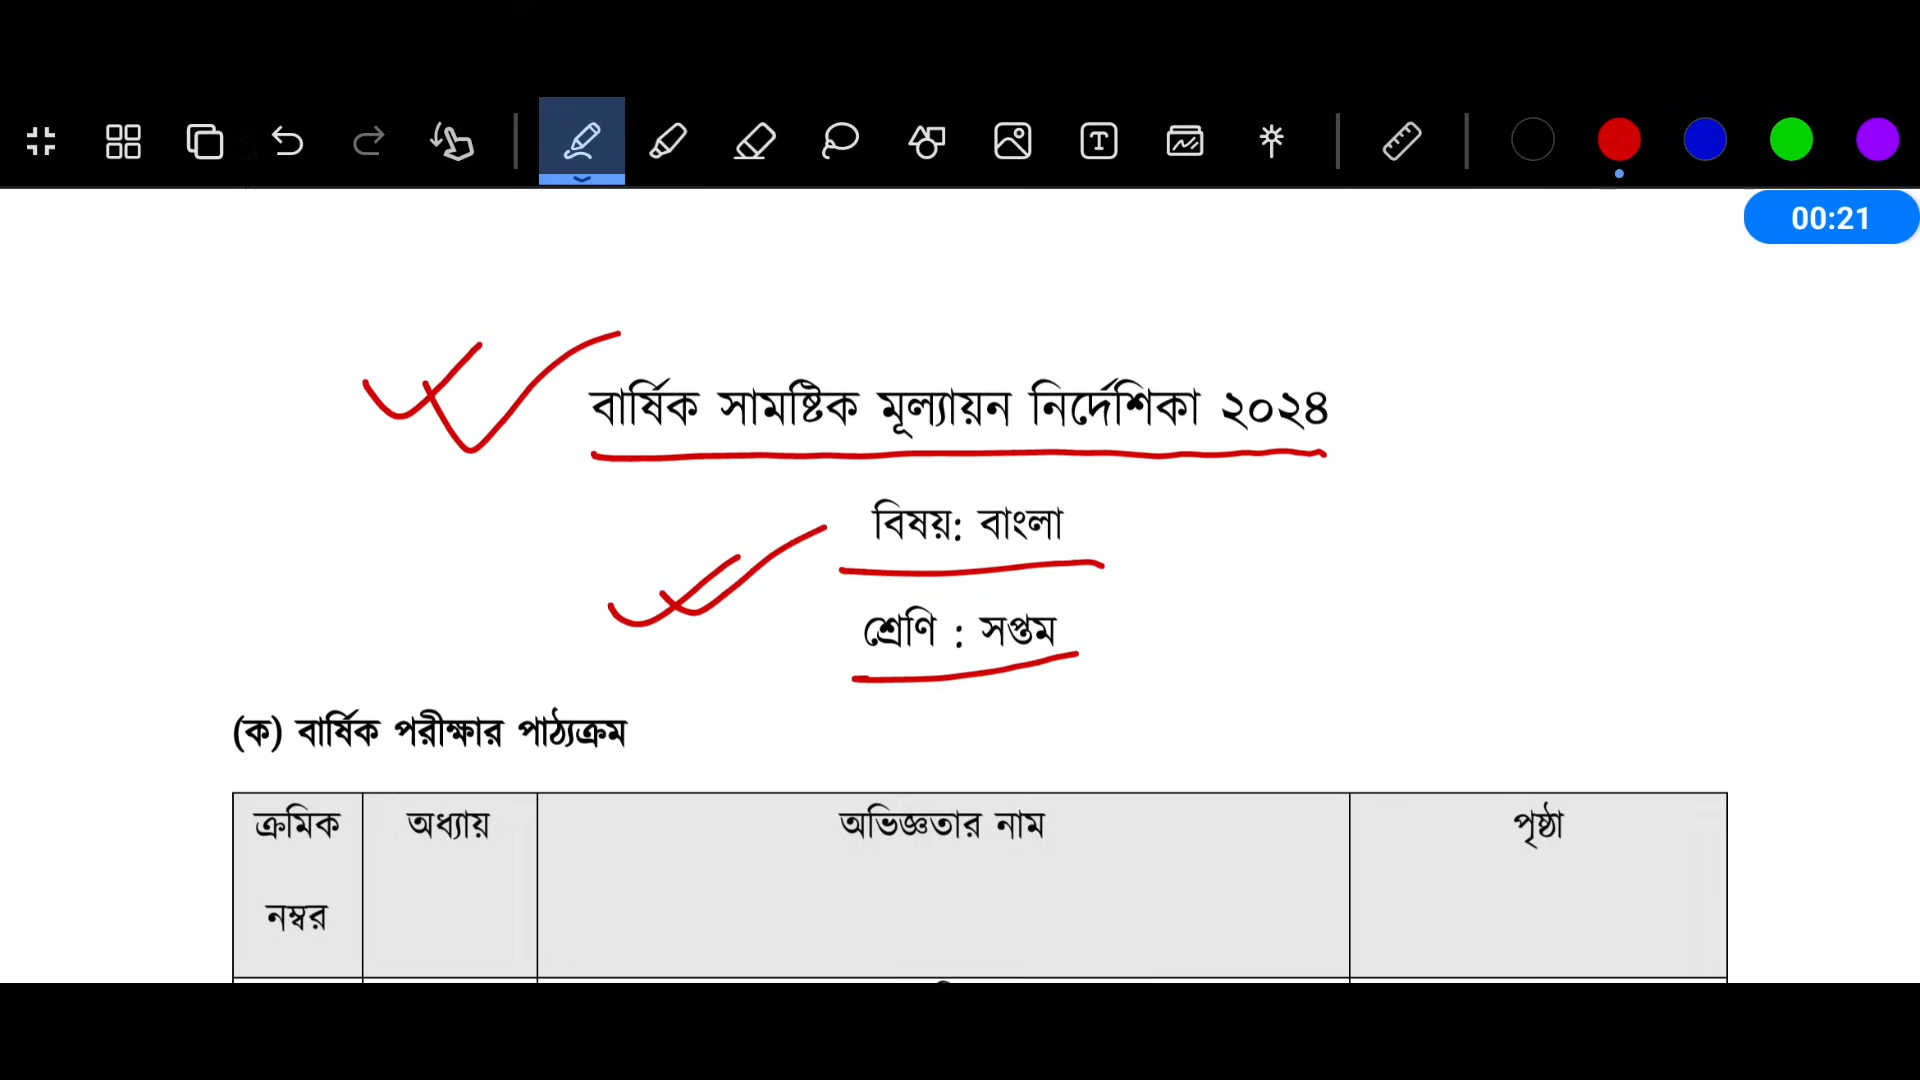 00:21
বার্ষিক সামষ্টিক মূল্যায়ন নির্দেশিকা ২০২৪
বিষয়: বাংলা
শ্রেণি : সপ্তম
(ক) বার্ষিক পরীক্ষার পাঠ্যক্রম
ক্রমিক অধ্যায় অভিজ্ঞতার নাম পৃষ্ঠা
নম্বর